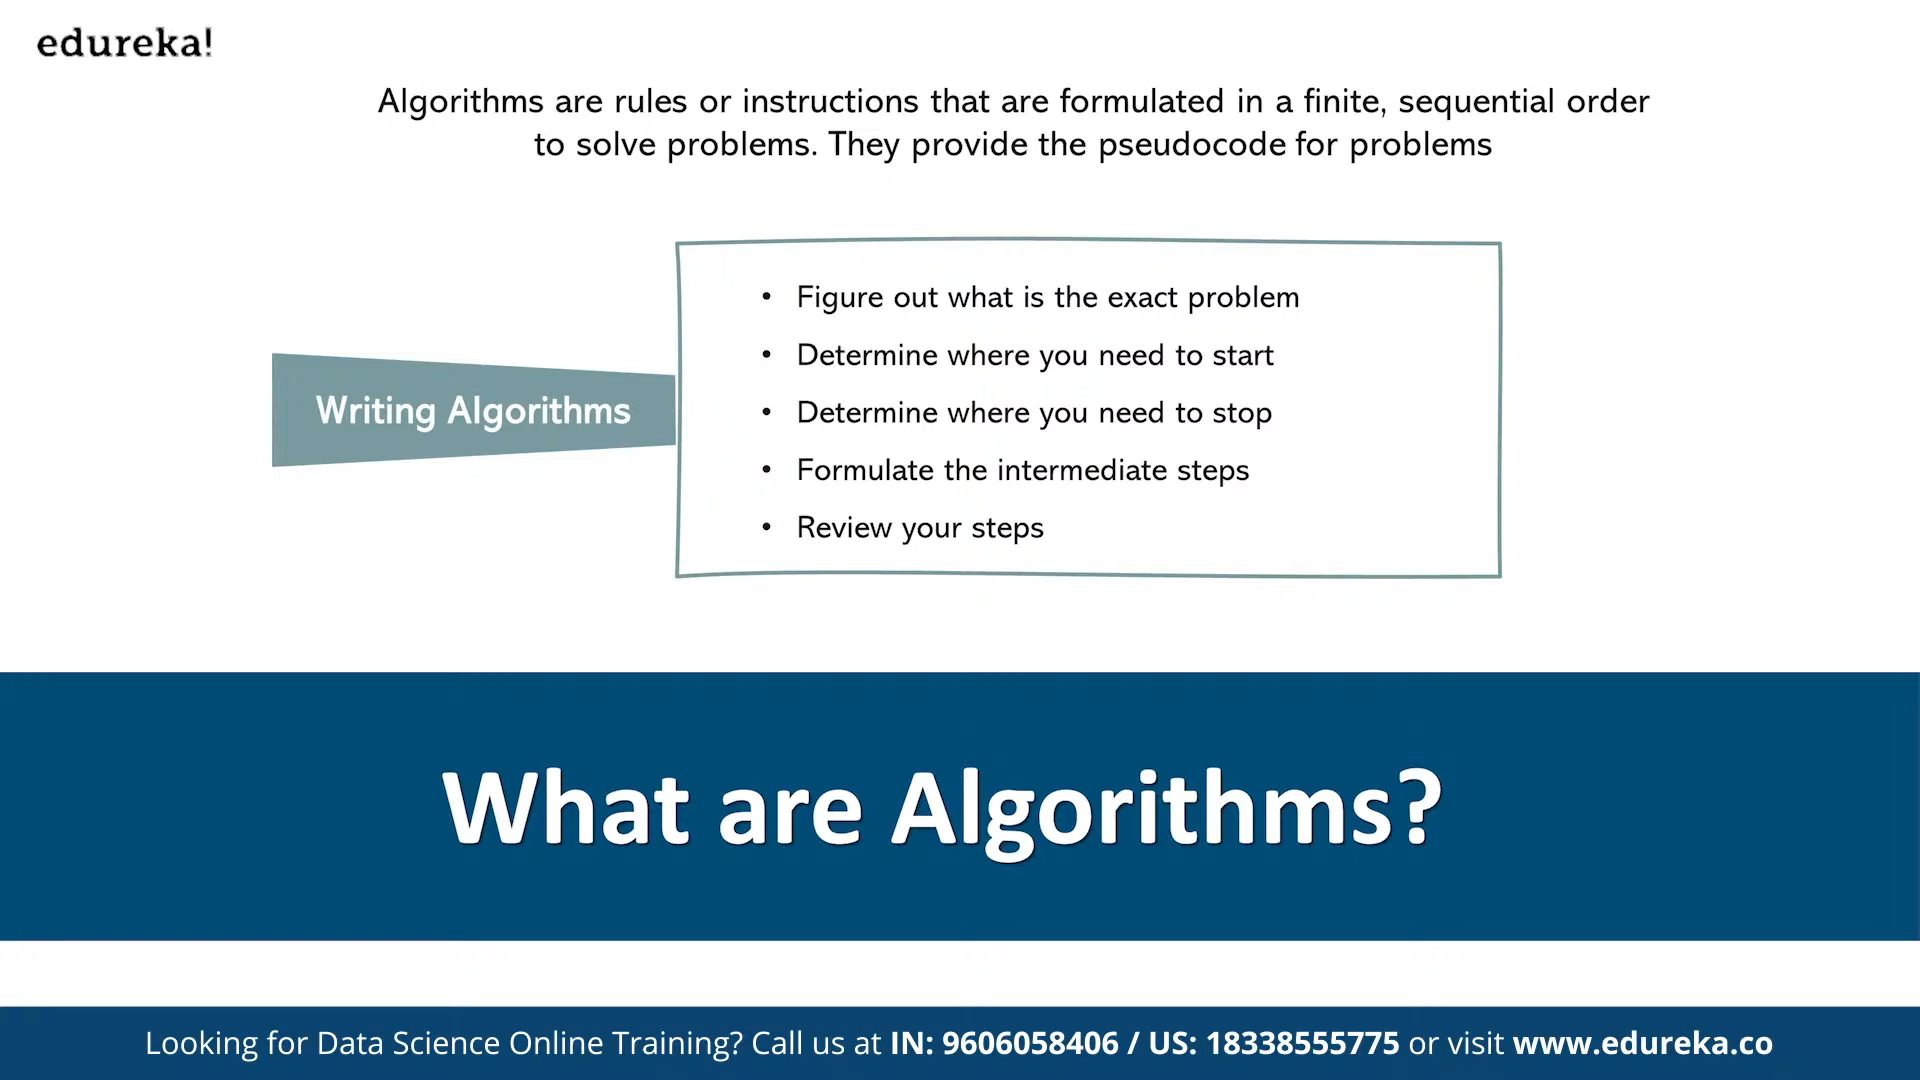 edureka!
Algorithms are rules or instructions that are formulated in a finite, sequential order
to solve problems. They provide the pseudocode for problems
Writing Algorithms
• Figure out what is the exact problem
• Determine where you need to start
• Determine where you need to stop
• Formulate the intermediate steps
• Review your steps
What are Algorithms?
Looking for Data Science Online Training? Call us at IN: 9606058406 / US: 18338555775 or visit www.edureka.co